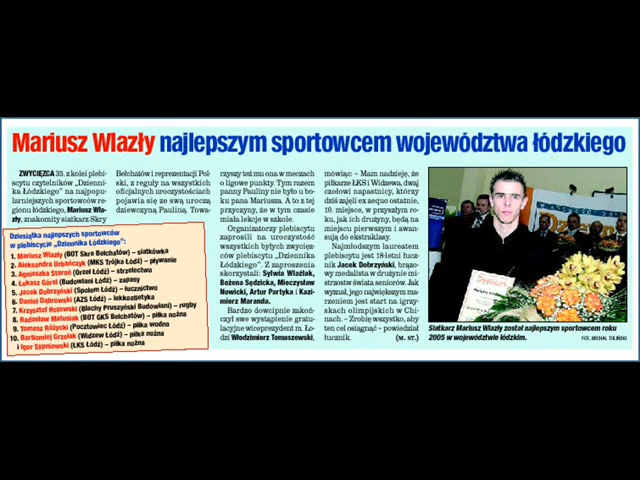 Mariusz Wlazły najlepszym sportowcem województwa łódzkiego
ZWYCIĘZCA 35. z kolei plebi-
scytu czytelników „Dzienni-
ka Łódzkiego” na najpopu-
larniejszych sportowców re-
gionu łódzkiego, Mariusz Wla-
zły, znakomity siatkarz Skry
Bełchatów i reprezentacji Pol-
ski, z reguły na wszystkich
oficjalnych uroczystościach
pojawia się ze swą uroczą
dziewczyną Pauliną. Towa-
Dziesiątka najlepszych sportowców
w plebiscycie „Dziennika Łódzkiego”:
1. Mariusz Wlazły (BOT Skra Bełchatów) – siatkówka
2. Aleksandra Urbańczyk (MKS Trójka Łódź) – pływanie
3. Agnieszka Staroń (Orzeł Łódź) – strzelectwo
4. Łukasz Góral (Budowlani Łódź) – zapasy
5. Jacek Dobrzyński (Społem Łódź) – łucznictwo
6. Daniel Dąbrowski (AZS Łódź) – lekkoatletyka
7. Krzysztof Hotowski (Blachy Pruszyński Budowlani) – rugby
8. Radosław Matusiak (BOT GKS Bełchatów) – piłka nożna
9. Tomasz Różycki (Pocztowiec Łódź) – piłka wodna
10. Bartłomiej Grzelak (Widzew Łódź) – piłka nożna
i Igor Sypniewski (ŁKS Łódź) – piłka nożna
rzyszy też mu ona w meczach
o ligowe punkty. Tym razem
panny Pauliny nie było u bo-
ku pana Mariusza. A to z tej
przyczyny, że w tym czasie
miała lekcje w szkole.
Organizatorzy plebiscytu
zaprosili na uroczystość
wszystkich byłych zwycięz-
ców plebiscytu „Dziennika
Łódzkiego”. Z zaproszenia
skorzystali: Sylwia Wlaźlak,
Bożena Sędzicka, Mieczysław
Nowicki, Artur Partyka i Kazi-
mierz Maranda.
Bardzo dowcipnie zakoń-
czył swe wystąpienie gratu-
lacyjne wiceprezydent m. Ło-
dzi Włodzimierz Tomaszewski,
mówiąc: – Mam nadzieję, że
piłkarze ŁKS i Widzewa, dwaj
czołowi napastnicy, którzy
dziś zajęli ex aequo ostatnie,
10. miejsce, w przyszłym ro-
ku, jak ich drużyny, będą na
miejscu pierwszym i awan-
sują do ekstraklasy.
Najmłodszym laureatem
plebiscytu jest 18-letni łucz-
nik Jacek Dobrzyński, brązo-
wy medalista w drużynie mi-
strzostw świata seniorów. Jak
wyznał, jego największym ma-
rzeniem jest start na igrzy-
skach olimpijskich w Chi-
nach. – Zrobię wszystko, aby
ten cel osiągnąć – powiedział
łucznik. (M. ST.)
Dyplom
Siatkarz Mariusz Wlazły został najlepszym sportowcem roku
2005 w województwie łódzkim. FOT. MICHAŁ TULIŃSKI